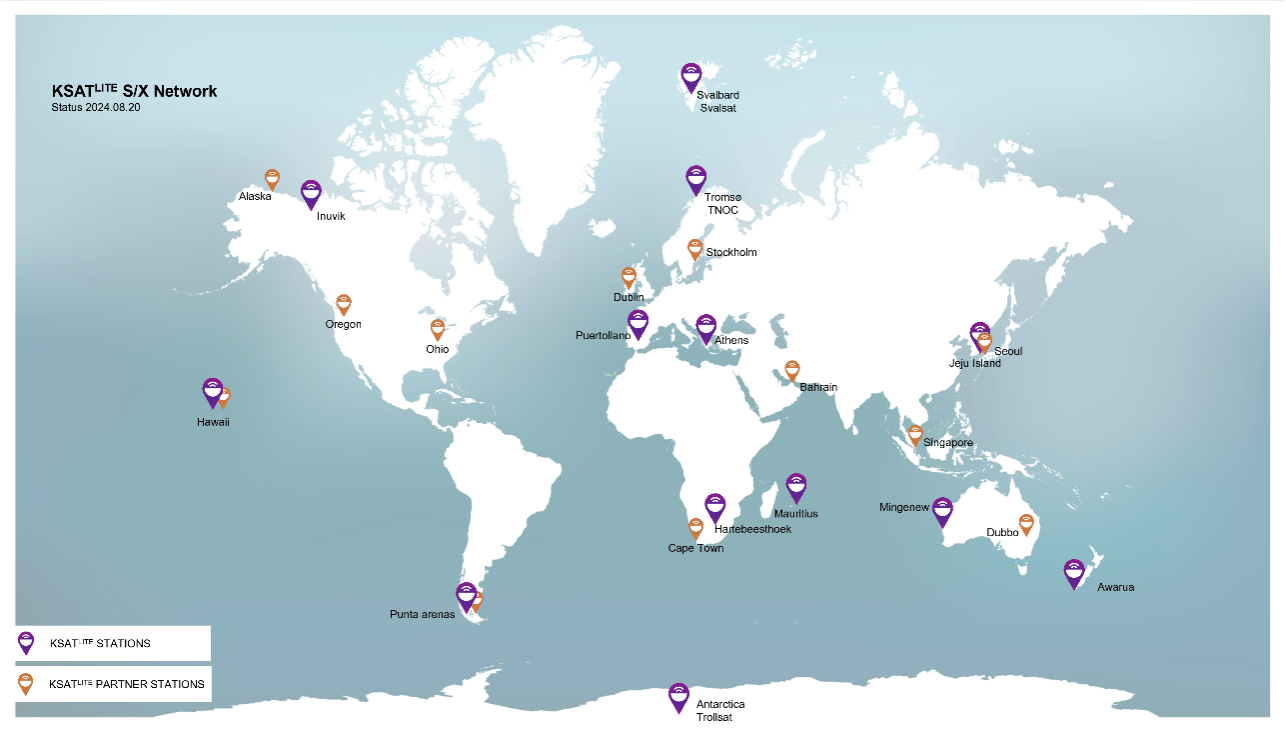 KSATLITE S/X Network
Status 2024.08.20
Svalbard
Svalsat
Alaska
Inuvik
Tromsø
TNOC
Stockholm
Dublin
Oregon
Ohio
Puertollano
Athens
Seoul
Jeju Island
Bahrain
Hawaii
Singapore
Mauritius
Mingenew
Hartebeesthoek
Dubbo
Cape Town
Awarua
Punta arenas
KSATLITE STATIONS
KSATLITE PARTNER STATIONS
Antarctica
Trollsat